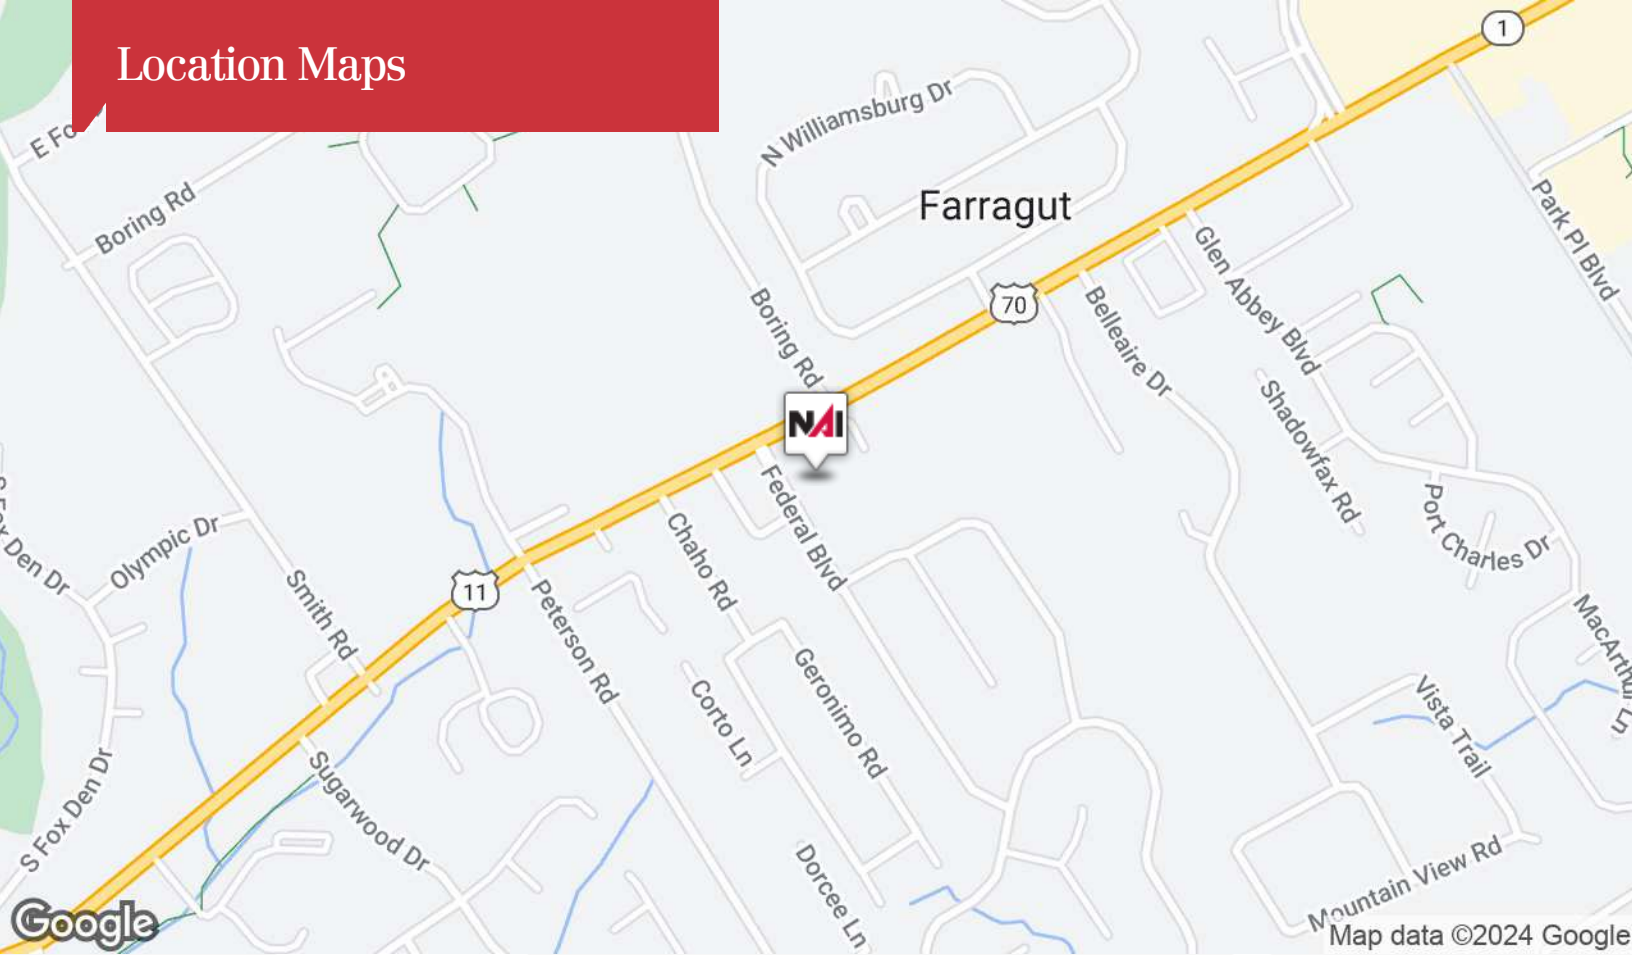 Location Maps
1
E Fo
N Williamsburg Dr
Boring Rd
Farragut
Park Pl Blvd
Glen Abbey Blvd
70
Belleaire Dr
Boring Rd
NAI
Shadowfax Rd
Federal Blvd
Port Charles Dr
Fox Den Dr
Olympic Dr
Chaho Rd
11
Smith Rd
Peterson Rd
MacArthur Ln
Geronimo Rd
Corto Ln
Vista Trail
S Fox Den Dr
Sugarwood Dr
Dorcee Ln
Mountain View Rd
Google
Map data ©2024 Google